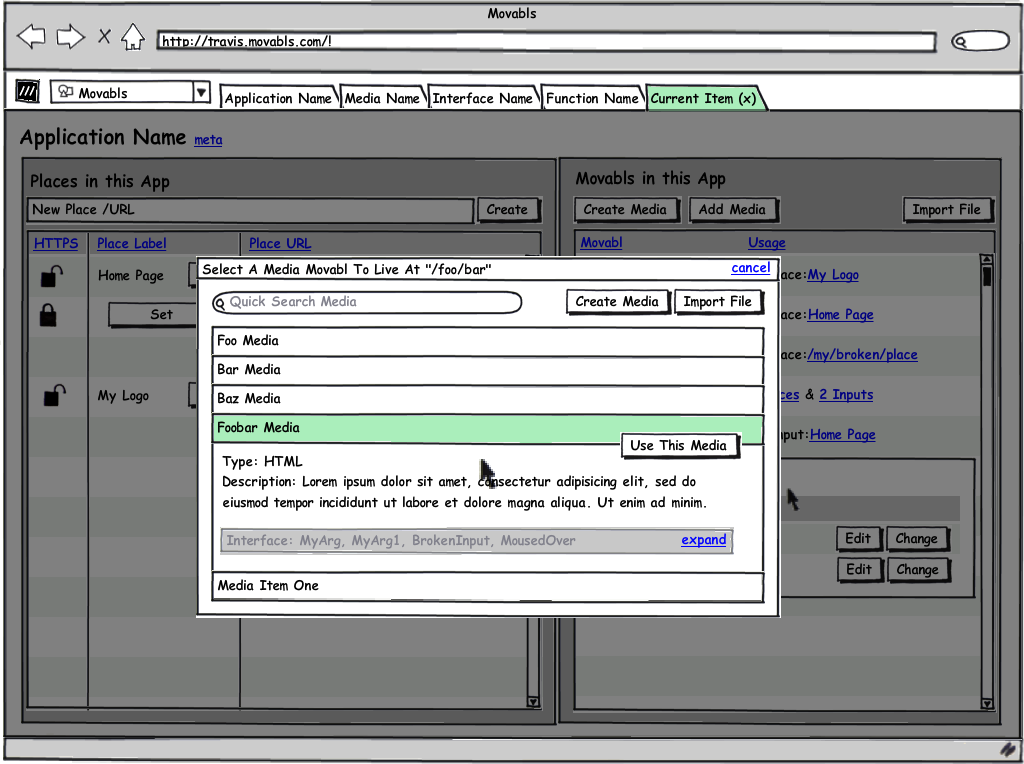 Movabls
http://travis.movabls.com/!
Movabls
Application Name
Media Name
Interface Name
Function Name
Current Item (x)
Application Name meta
Places in this App
New Place /URL
Create
HTTPS
Place Label
Place URL
Home Page
Set
My Logo
Movabls in this App
Create Media
Add Media
Import File
Movabl
Usage
ace:My Logo
ace:Home Page
ace:/my/broken/place
ces & 2 Inputs
put:Home Page
Edit
Change
Edit
Change
Select A Media Movabl To Live At "/foo/bar"
cancel
Quick Search Media
Create Media
Import File
Foo Media
Bar Media
Baz Media
Foobar Media
Use This Media
Type: HTML
Description: Lorem ipsum dolor sit amet, consectetur adipisicing elit, sed do
eiusmod tempor incididunt ut labore et dolore magna aliqua. Ut enim ad minim.
Interface: MyArg, MyArg1, BrokenInput, MousedOver
expand
Media Item One